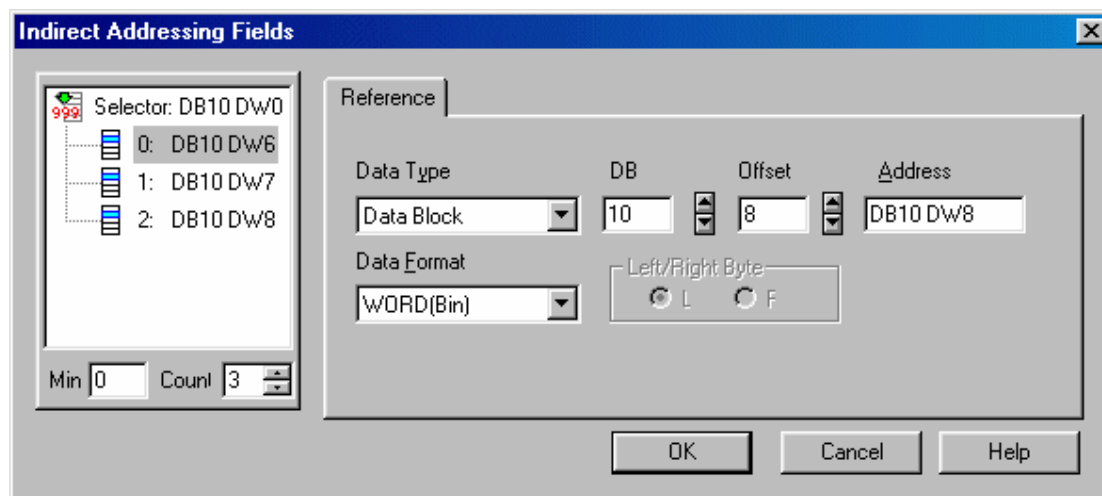 Indirect Addressing Fields
999 Selector: DB10 DW0
0: DB10 DW6
1: DB10 DW7
2: DB10 DW8
Min 0 Count 3
Reference
Data Type DB Offset Address
Data Block 10 8 DB10 DW8
Data Format Left/Right Byte
WORD(Bin) L F
OK Cancel Help